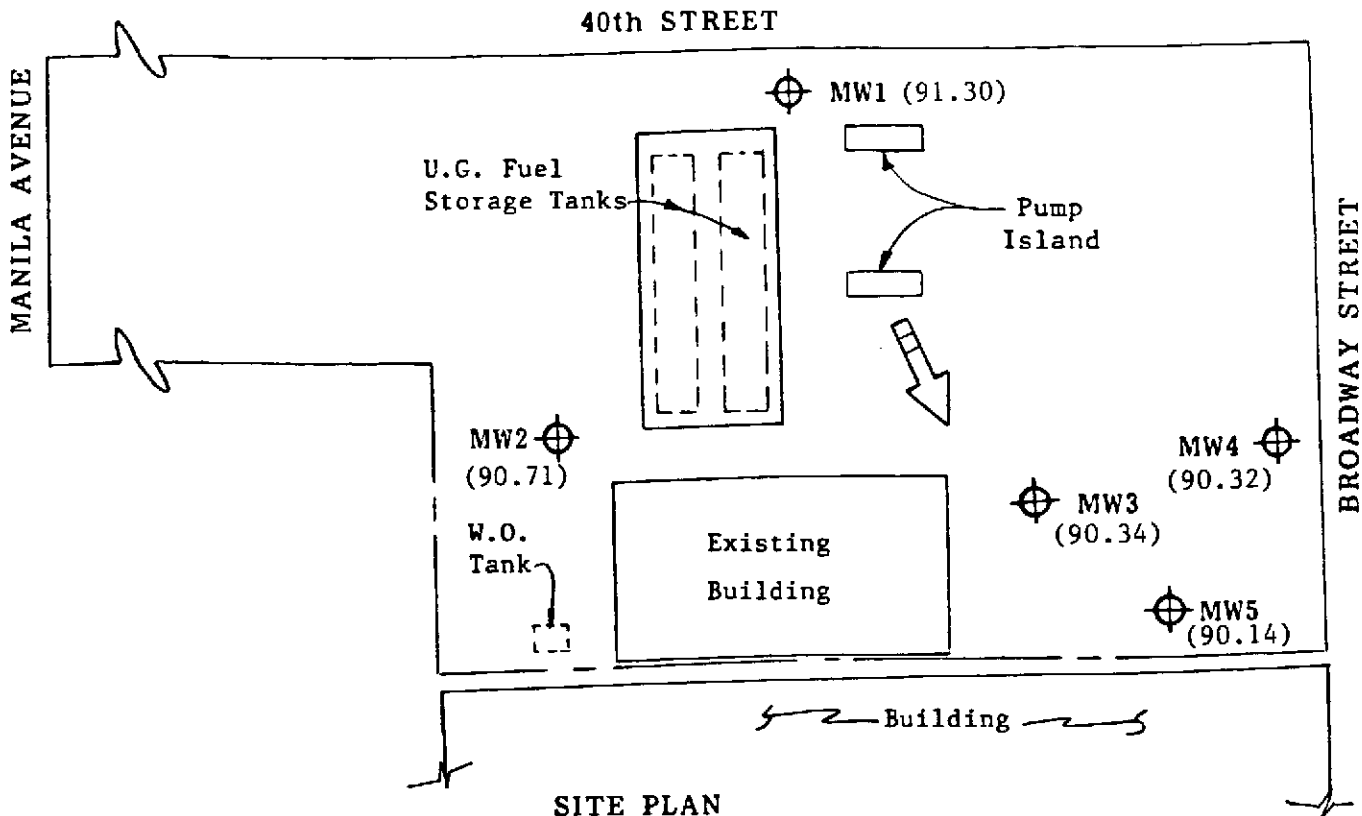 40th STREET
MANILA AVENUE
MW1 (91.30)
U.G. Fuel
Storage Tanks
Pump
Island
BROADWAY STREET
MW2
(90.71)
MW4
(90.32)
MW3
(90.34)
W.O.
Tank
Existing
Building
MW5
(90.14)
Building
SITE PLAN